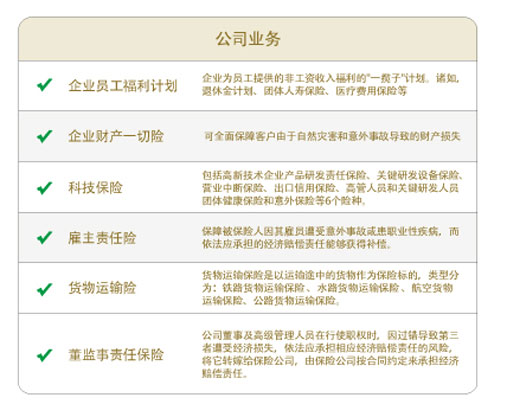 公司业务
企业员工福利计划
企业为员工提供的非工资收入福利的"一揽子"计划。诸如,
退休金计划、团体人寿保险、医疗费用保险等
企业财产一切险
可全面保障客户由于自然灾害和意外事故导致的财产损失
科技保险
包括高新技术企业产品研发责任保险、关键研发设备保险、
营业中断保险、出口信用保险、高管人员和关键研发人员
团体健康保险和意外保险等6个险种。
雇主责任险
保障被保险人因其雇员遭受意外事故或患职业性疾病，而
依法应承担的经济赔偿责任能够获得补偿。
货物运输险
货物运输保险是以运输途中的货物作为保险标的，类型分
为：铁路货物运输保险、水路货物运输保险、航空货物
运输保险、公路货物运输保险。
董监事责任保险
公司董事及高级管理人员在行使职权时，因过错导致第三
者遭受经济损失，依法应承担相应经济赔偿责任的风险，
将它转嫁给保险公司，由保险公司按合同约定来承担经济
赔偿责任。